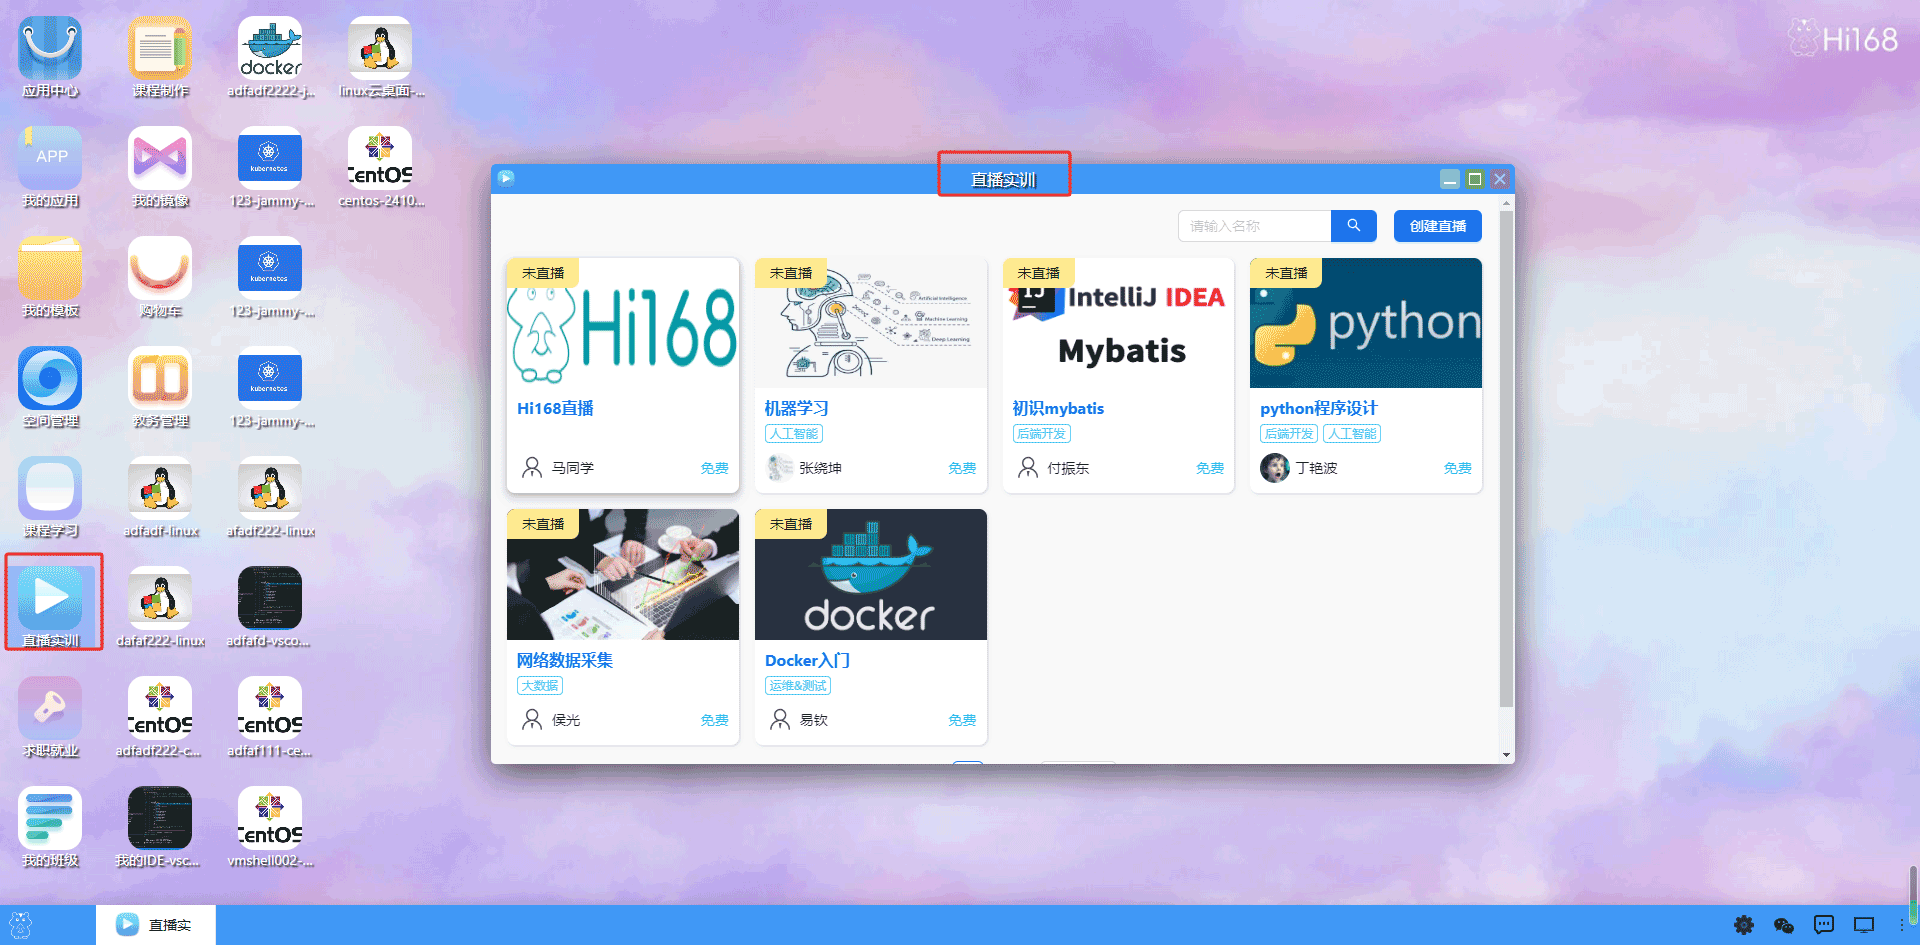 应用中心
课程制作
docker
adfadf2222-j...
linux云桌面-...
Hi168
APP
我的应用
我的镜像
kubernetes
123-jammy-...
CentOS
centos-2410...
我的模板
购物车
kubernetes
123-jammy-...
空间管理
教务管理
kubernetes
123-jammy-...
课程学习
adfadf-linux
afadf222-linux
直播实训
dafaf222-linux
adfafd-vsco...
求职就业
CentOS
adfadf222-c...
CentOS
adfaf111-ce...
我的班级
我的IDE-vsc...
CentOS
vmshell002-...
直播实训
请输入名称
创建直播
未直播
Hi168
Hi168直播
马同学
免费
未直播
Artificial Intelligence
Machine Learning
Deep Learning
机器学习
人工智能
张绕坤
免费
未直播
IJ
IntelliJ IDEA
Mybatis
初识mybatis
后端开发
付振东
免费
未直播
python
python程序设计
后端开发
人工智能
丁艳波
免费
未直播
网络数据采集
大数据
侯光
免费
未直播
docker
Docker入门
运维&测试
易钦
免费
直播实